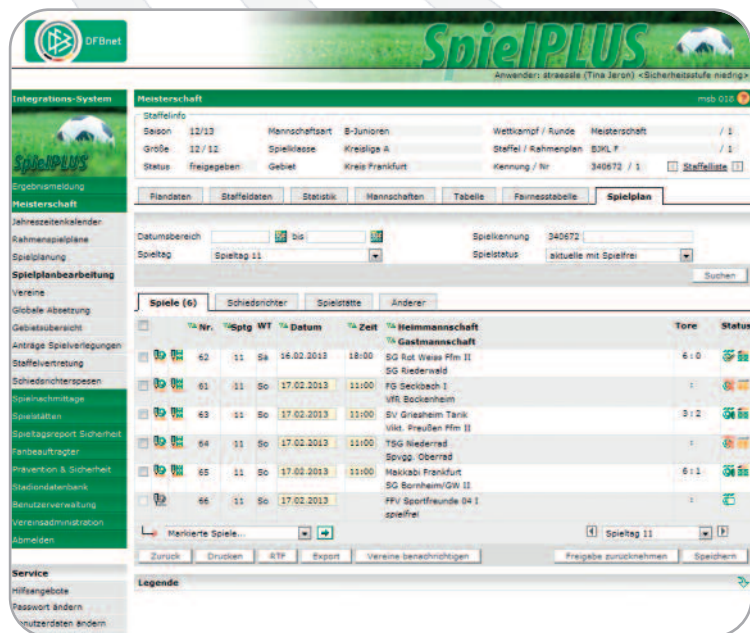 DFBnet
SpielPLUS
Anwender: straessle (Tina Jeron) <Sicherheitsstufe niedrig>
Integrations-System
SpielPLUS
Ergebnismeldung
Meisterschaft
Jahreszeitenkalender
Rahmenspielpläne
Spielplanung
Spielplanbearbeitung
Vereine
Globale Absetzung
Gebietsübersicht
Anträge Spielverlegungen
Staffelvertretung
Schiedsrichterspesen
Spielnachmittage
Spielstätten
Spieltagsreport Sicherheit
Fanbeauftragter
Prävention & Sicherheit
Stadiondatenbank
Benutzerverwaltung
Vereinsadministration
Abmelden
Service
Hilfsangebote
Passwort ändern
Benutzerdaten ändern
Meisterschaft msb 018 ?
Staffelinfo
Saison 12/13 Mannschaftsart B-Junioren Wettkampf / Runde Meisterschaft / 1
Größe 12/12 Spielklasse Kreisliga A Staffel / Rahmenplan BJKL F / 1
Status freigegeben Gebiet Kreis Frankfurt Kennung / Nr 340672 / 1 Staffelliste
Plandaten Staffeldaten Statistik Mannschaften Tabelle Fairnesstabelle Spielplan
Datumsbereich bis Spielkennung 340672
Spieltag Spieltag 11 Spielstatus aktuelle mit Spielfrei
Suchen
Spiele (6) Schiedsrichter Spielstätte Anderer
Nr. Sptg WT Datum Zeit Heimmannschaft Tore Status
Gastmannschaft
62 11 Sa 16.02.2013 18:00 SG Rot Weiss Ffm II 6:0
SG Riederwald
61 11 So 17.02.2013 11:00 FG Seckbach I :
VfR Bockenheim
63 11 So 17.02.2013 11:00 SV Griesheim Tarik 3:2
Vikt. Preußen Ffm II
64 11 So 17.02.2013 11:00 TSG Niederrad :
Spvgg. Oberrad
65 11 So 17.02.2013 11:00 Makkabi Frankfurt 6:1
SG Bornheim/GW II
66 11 So 17.02.2013 FFV Sportfreunde 04 I :
spielfrei
Markierte Spiele... Spieltag 11
Zurück Drucken RTF Export Vereine benachrichtigen Freigabe zurücknehmen Speichern
Legende